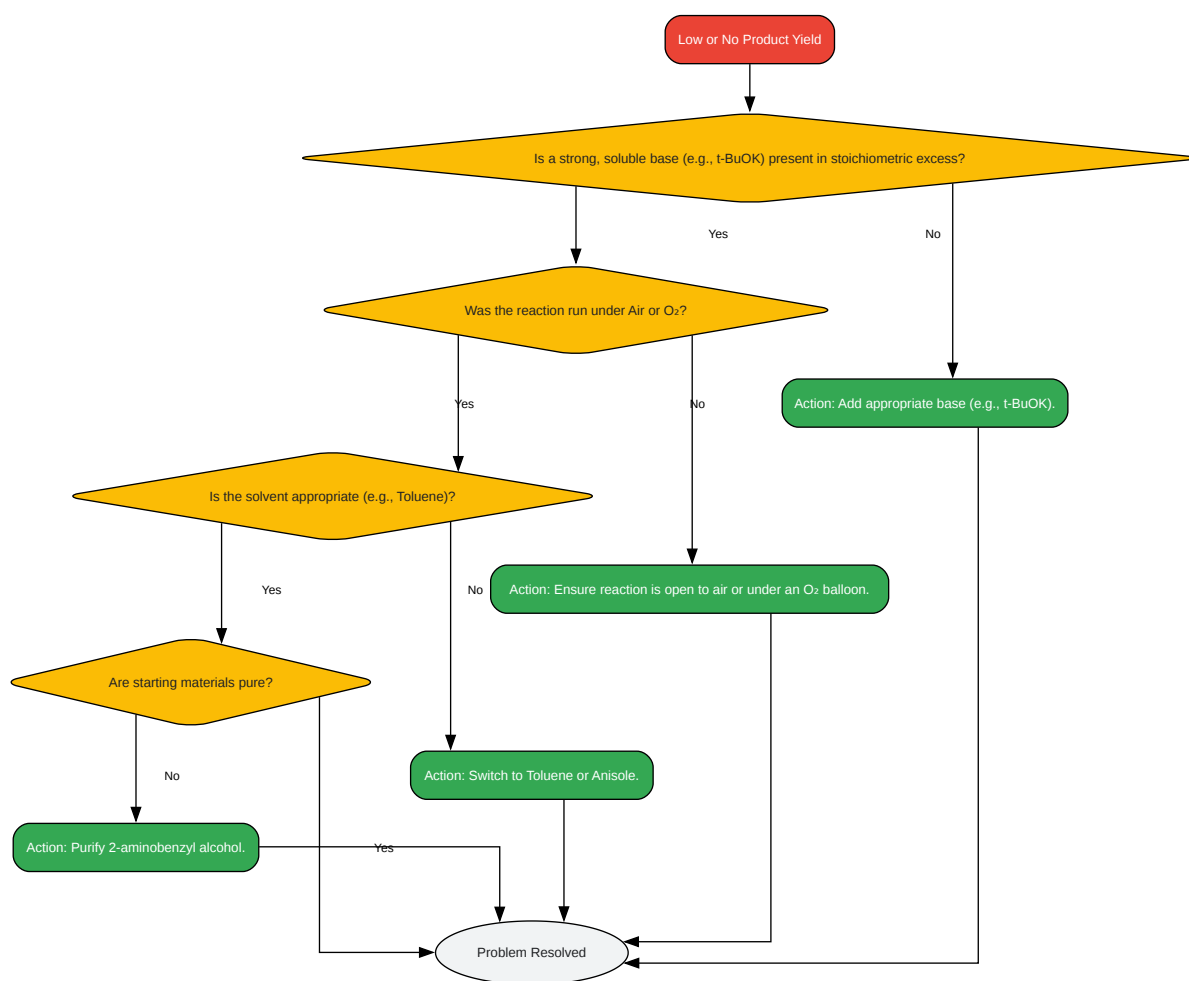 Low or No Product Yield
Is a strong, soluble base (e.g., t-BuOK) present in stoichiometric excess?
Yes
No
Was the reaction run under Air or O₂?
Yes
No
Action: Add appropriate base (e.g., t-BuOK).
Is the solvent appropriate (e.g., Toluene)?
Yes
No
Action: Ensure reaction is open to air or under an O₂ balloon.
Are starting materials pure?
No
Action: Switch to Toluene or Anisole.
Action: Purify 2-aminobenzyl alcohol.
Yes
Problem Resolved